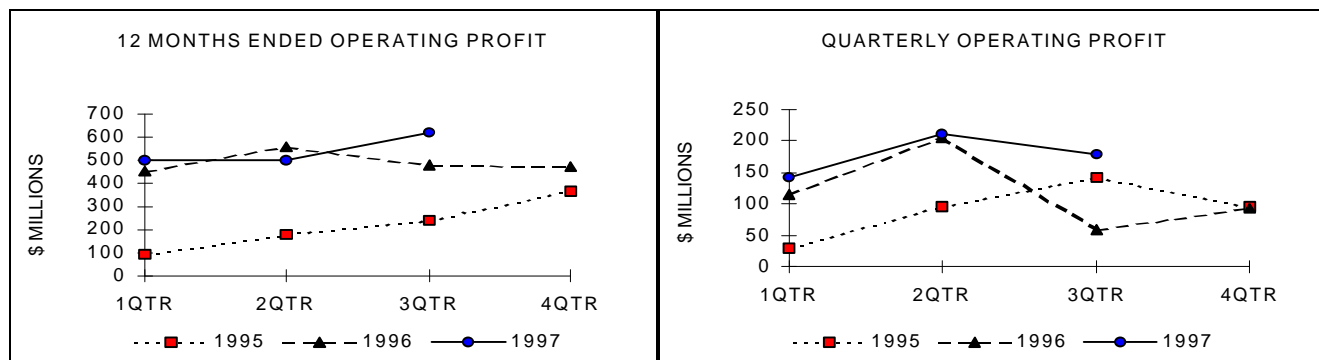 12 MONTHS ENDED OPERATING PROFIT
$ MILLIONS
700
600
500
400
300
200
100
0
1QTR 2QTR 3QTR 4QTR
1995 1996 1997
QUARTERLY OPERATING PROFIT
$ MILLIONS
250
200
150
100
50
0
1QTR 2QTR 3QTR 4QTR
1995 1996 1997